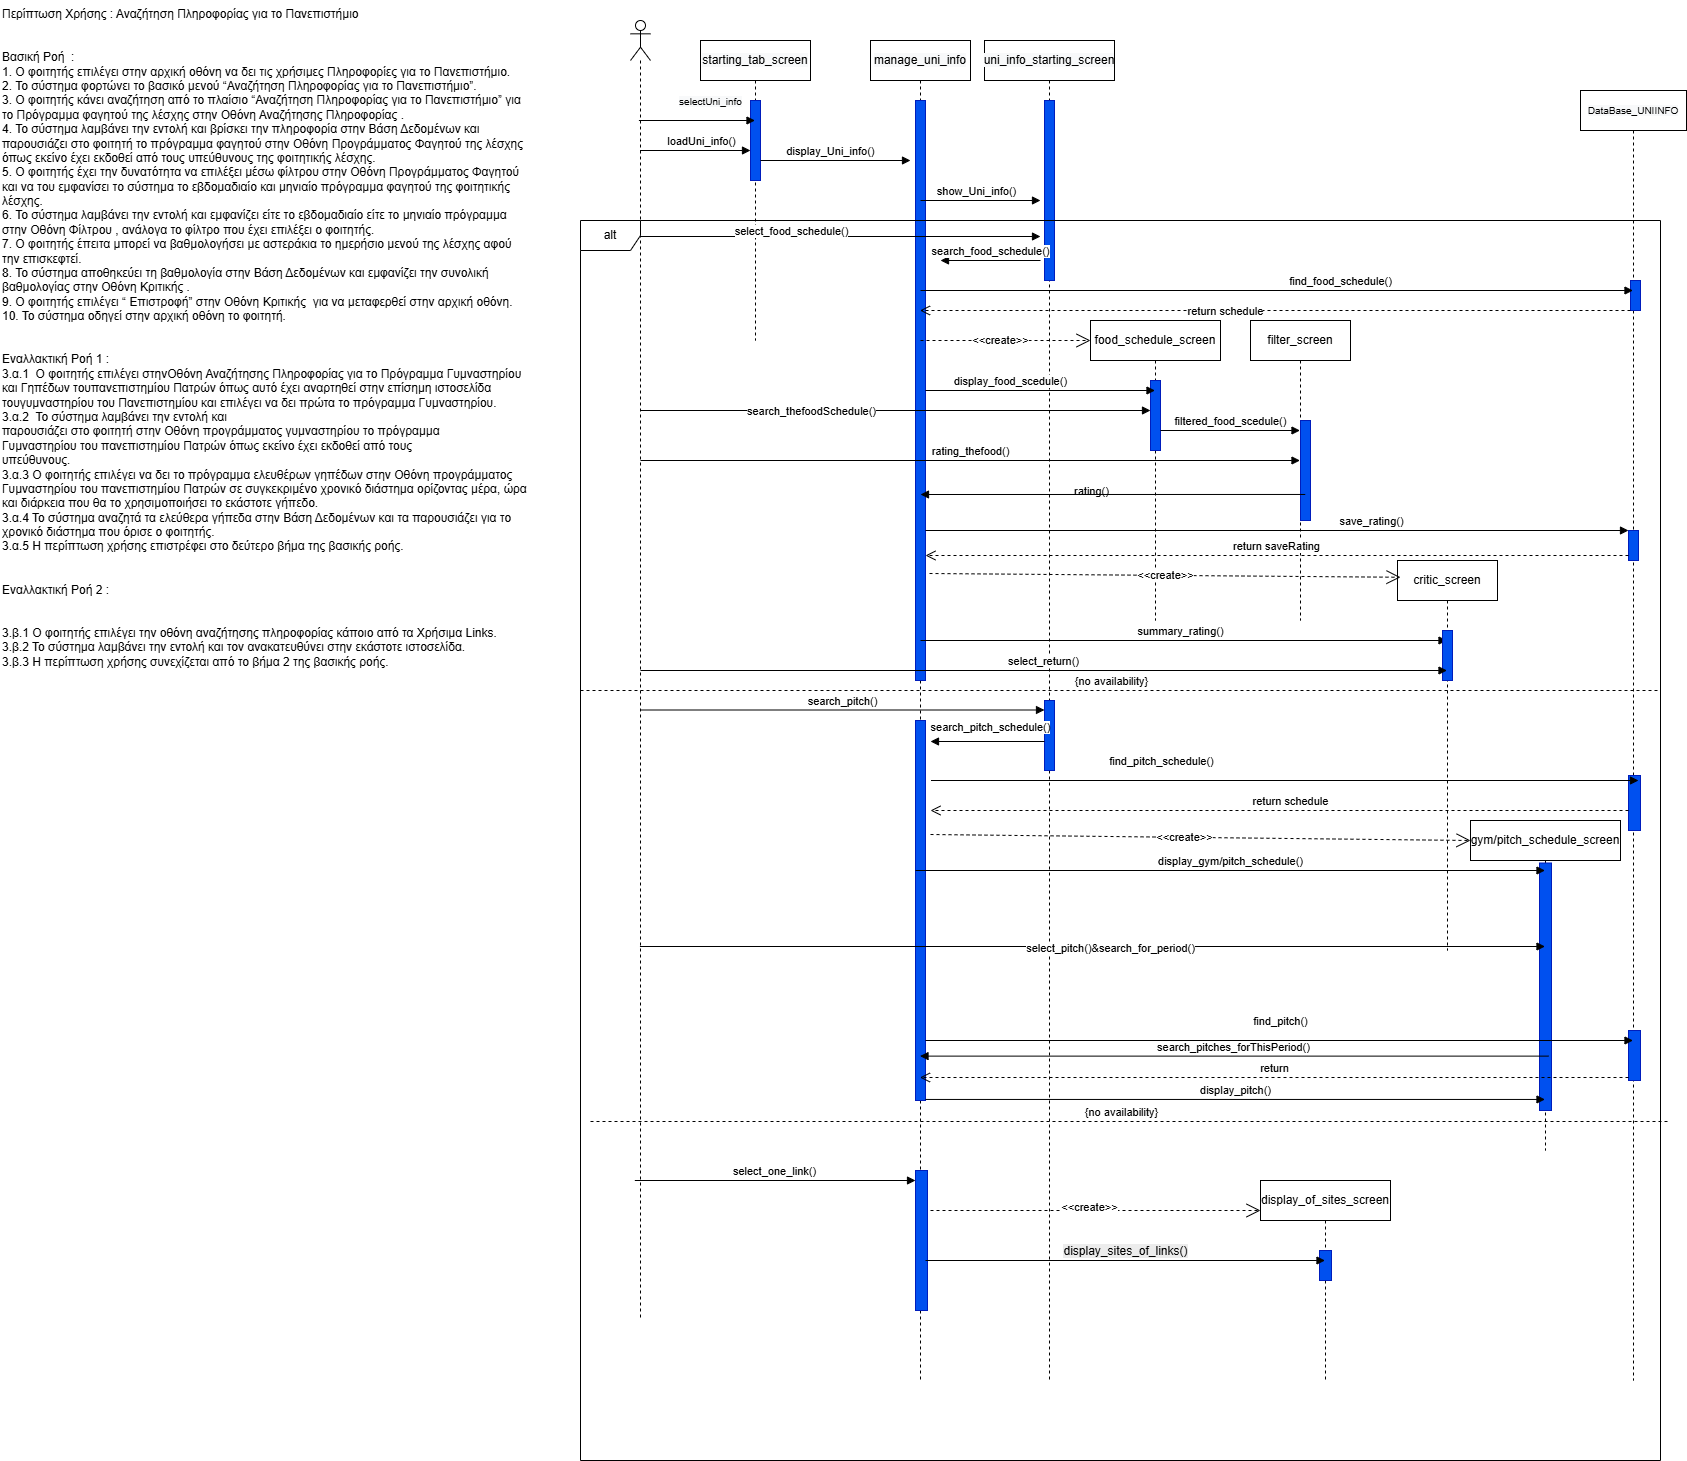 Περίπτωση Χρήσης : Αναζήτηση Πληροφορίας για το Πανεπιστήμιο
Βασική Ροή :
1. Ο φοιτητής επιλέγει στην αρχική οθόνη να δει τις χρήσιμες Πληροφορίες για το Πανεπιστήμιο.
2. Το σύστημα φορτώνει το βασικό μενού “Αναζήτηση Πληροφορίας για το Πανεπιστήμιο”.
3. Ο φοιτητής κάνει αναζήτηση από το πλαίσιο “Αναζήτηση Πληροφορίας για το Πανεπιστήμιο” για
το Πρόγραμμα φαγητού της λέσχης στην Οθόνη Αναζήτησης Πληροφορίας .
4. Το σύστημα λαμβάνει την εντολή και βρίσκει την πληροφορία στην Βάση Δεδομένων και
παρουσιάζει στο φοιτητή το πρόγραμμα φαγητού στην Οθόνη Προγράμματος Φαγητού της λέσχης
όπως εκείνο έχει εκδοθεί από τους υπεύθυνους της φοιτητικής λέσχης.
5. Ο φοιτητής έχει την δυνατότητα να επιλέξει μέσω φίλτρου στην Οθόνη Προγράμματος Φαγητού
και να του εμφανίσει το σύστημα το εβδομαδιαίο και μηνιαίο πρόγραμμα φαγητού της φοιτητικής
λέσχης.
6. Το σύστημα λαμβάνει την εντολή και εμφανίζει είτε το εβδομαδιαίο είτε το μηνιαίο πρόγραμμα
στην Οθόνη Φίλτρου , ανάλογα το φίλτρο που έχει επιλέξει ο φοιτητής.
7. Ο φοιτητής έπειτα μπορεί να βαθμολογήσει με αστεράκια το ημερήσιο μενού της λέσχης αφού
την επισκεφτεί.
8. Το σύστημα αποθηκεύει τη βαθμολογία στην Βάση Δεδομένων και εμφανίζει την συνολική
βαθμολογίας στην Οθόνη Κριτικής .
9. Ο φοιτητής επιλέγει “ Επιστροφή” στην Οθόνη Κριτικής για να μεταφερθεί στην αρχική οθόνη.
10. Το σύστημα οδηγεί στην αρχική οθόνη το φοιτητή.
Εναλλακτική Ροή 1 :
3.α.1 Ο φοιτητής επιλέγει στηνΟθόνη Αναζήτησης Πληροφορίας για το Πρόγραμμα Γυμναστηρίου
και Γηπέδων τουπανεπιστημίου Πατρών όπως αυτό έχει αναρτηθεί στην επίσημη ιστοσελίδα
τουγυμναστηρίου του Πανεπιστημίου και επιλέγει να δει πρώτα το πρόγραμμα Γυμναστηρίου.
3.α.2 Το σύστημα λαμβάνει την εντολή και
παρουσιάζει στο φοιτητή στην Οθόνη προγράμματος γυμναστηρίου το πρόγραμμα
Γυμναστηρίου του πανεπιστημίου Πατρών όπως εκείνο έχει εκδοθεί από τους
υπεύθυνους.
3.α.3 Ο φοιτητής επιλέγει να δει το πρόγραμμα ελευθέρων γηπέδων στην Οθόνη προγράμματος
Γυμναστηρίου του πανεπιστημίου Πατρών σε συγκεκριμένο χρονικό διάστημα ορίζοντας μέρα, ώρα
και διάρκεια που θα το χρησιμοποιήσει το εκάστοτε γήπεδο.
3.α.4 Το σύστημα αναζητά τα ελεύθερα γήπεδα στην Βάση Δεδομένων και τα παρουσιάζει για το
χρονικό διάστημα που όρισε ο φοιτητής.
3.α.5 Η περίπτωση χρήσης επιστρέφει στο δεύτερο βήμα της βασικής ροής.
Εναλλακτική Ροή 2 :
3.β.1 Ο φοιτητής επιλέγει την οθόνη αναζήτησης πληροφορίας κάποιο από τα Χρήσιμα Links.
3.β.2 Το σύστημα λαμβάνει την εντολή και τον ανακατευθύνει στην εκάστοτε ιστοσελίδα.
3.β.3 Η περίπτωση χρήσης συνεχίζεται από το βήμα 2 της βασικής ροής.
starting_tab_screen
manage_uni_info
uni_info_starting_screen
DataBase_UNIINFO
selectUni_info
loadUni_info()
display_Uni_info()
show_Uni_info()
alt
select_food_schedule()
search_food_schedule()
find_food_schedule()
return schedule
<<create>>
food_schedule_screen
filter_screen
display_food_scedule()
search_thefoodSchedule()
filtered_food_scedule()
rating_thefood()
rating()
save_rating()
return saveRating
<<create>>
critic_screen
summary_rating()
select_return()
{no availability}
search_pitch()
search_pitch_schedule()
find_pitch_schedule()
return schedule
<<create>>
gym/pitch_schedule_screen
display_gym/pitch_schedule()
select_pitch()&search_for_period()
find_pitch()
search_pitches_forThisPeriod()
return
display_pitch()
{no availability}
select_one_link()
display_of_sites_screen
<<create>>
display_sites_of_links()